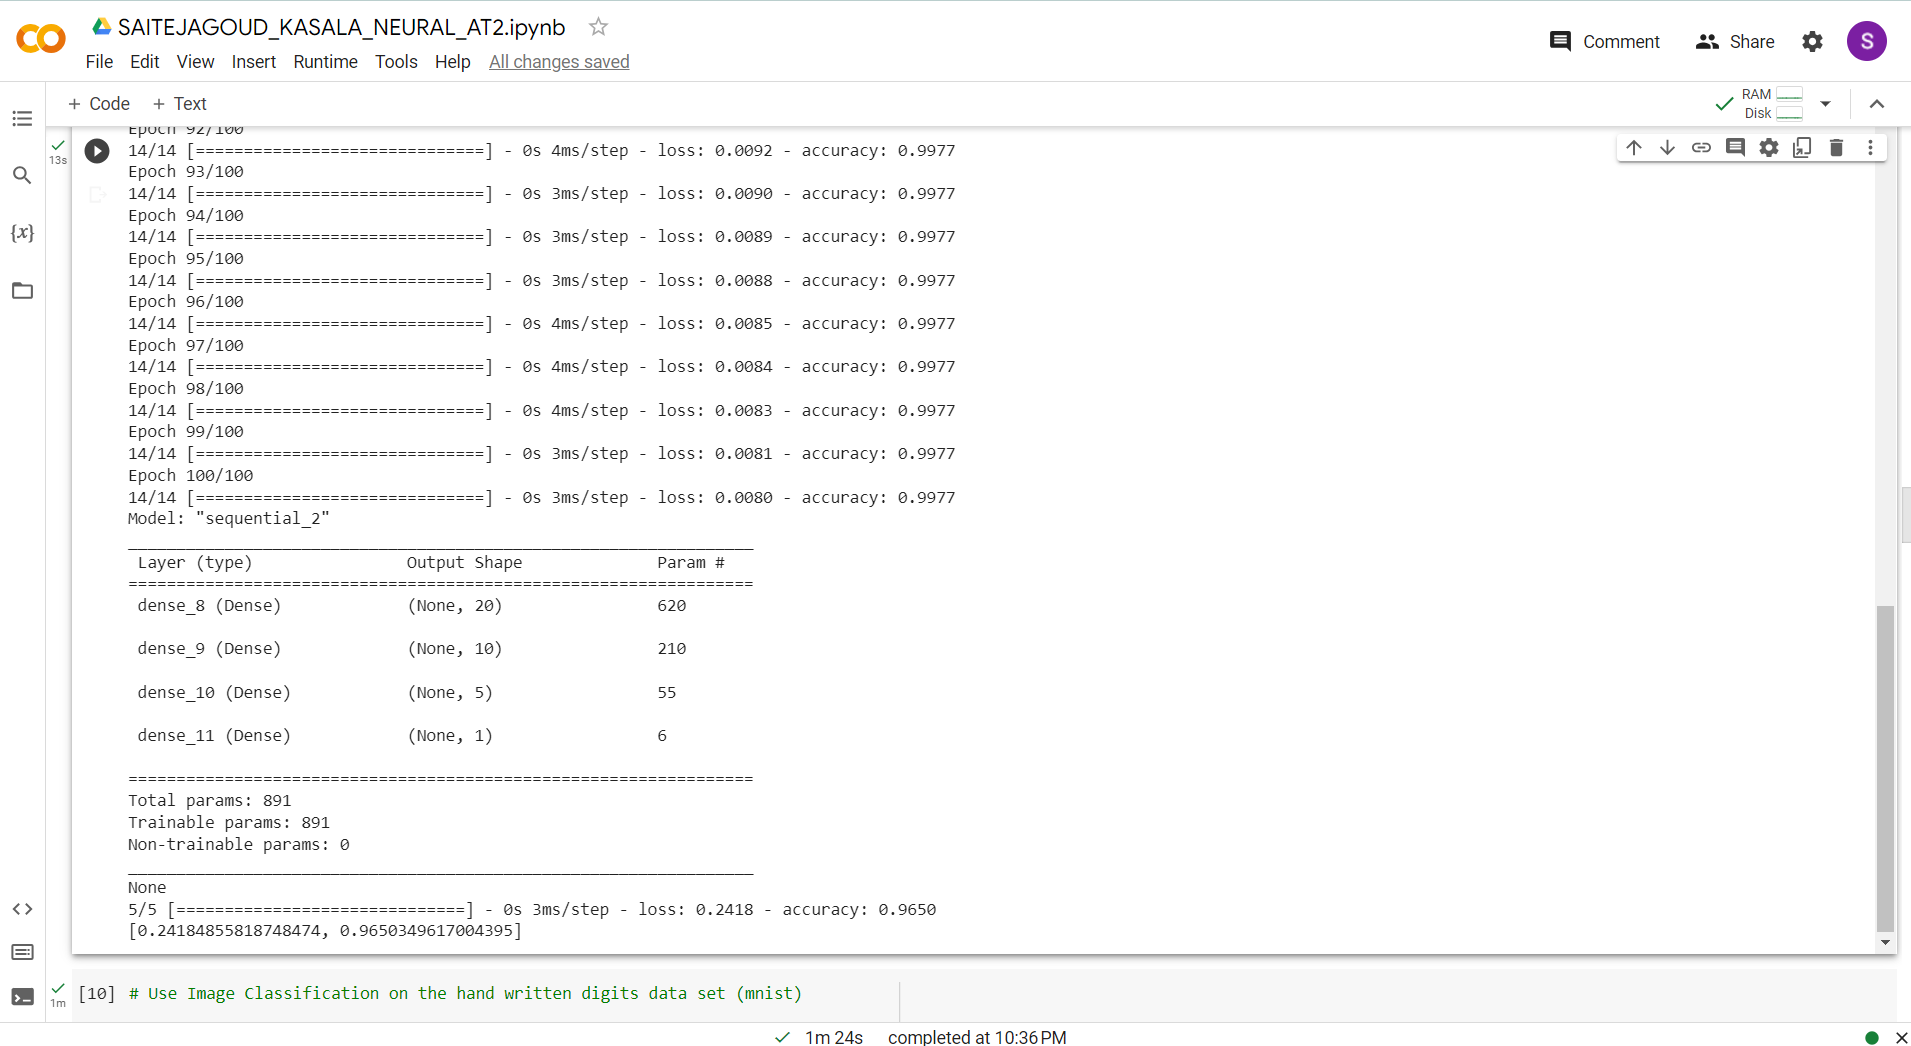 SAITEJAGOUD_KASALA_NEURAL_AT2.ipynb
File Edit View Insert Runtime Tools Help All changes saved
Comment Share S
+ Code + Text
RAM
Disk
13s
Epoch 92/100
14/14 [==============================] - 0s 4ms/step - loss: 0.0092 - accuracy: 0.9977
Epoch 93/100
14/14 [==============================] - 0s 3ms/step - loss: 0.0090 - accuracy: 0.9977
Epoch 94/100
14/14 [==============================] - 0s 3ms/step - loss: 0.0089 - accuracy: 0.9977
Epoch 95/100
14/14 [==============================] - 0s 3ms/step - loss: 0.0088 - accuracy: 0.9977
Epoch 96/100
14/14 [==============================] - 0s 4ms/step - loss: 0.0085 - accuracy: 0.9977
Epoch 97/100
14/14 [==============================] - 0s 4ms/step - loss: 0.0084 - accuracy: 0.9977
Epoch 98/100
14/14 [==============================] - 0s 4ms/step - loss: 0.0083 - accuracy: 0.9977
Epoch 99/100
14/14 [==============================] - 0s 3ms/step - loss: 0.0081 - accuracy: 0.9977
Epoch 100/100
14/14 [==============================] - 0s 3ms/step - loss: 0.0080 - accuracy: 0.9977
Model: "sequential_2"
_________________________________________________________________
Layer (type) Output Shape Param #
=================================================================
dense_8 (Dense) (None, 20) 620
dense_9 (Dense) (None, 10) 210
dense_10 (Dense) (None, 5) 55
dense_11 (Dense) (None, 1) 6
=================================================================
Total params: 891
Trainable params: 891
Non-trainable params: 0
_________________________________________________________________
None
5/5 [==============================] - 0s 3ms/step - loss: 0.2418 - accuracy: 0.9650
[0.24184855818748474, 0.9650349617004395]
1m
[10] # Use Image Classification on the hand written digits data set (mnist)
1m 24s completed at 10:36 PM